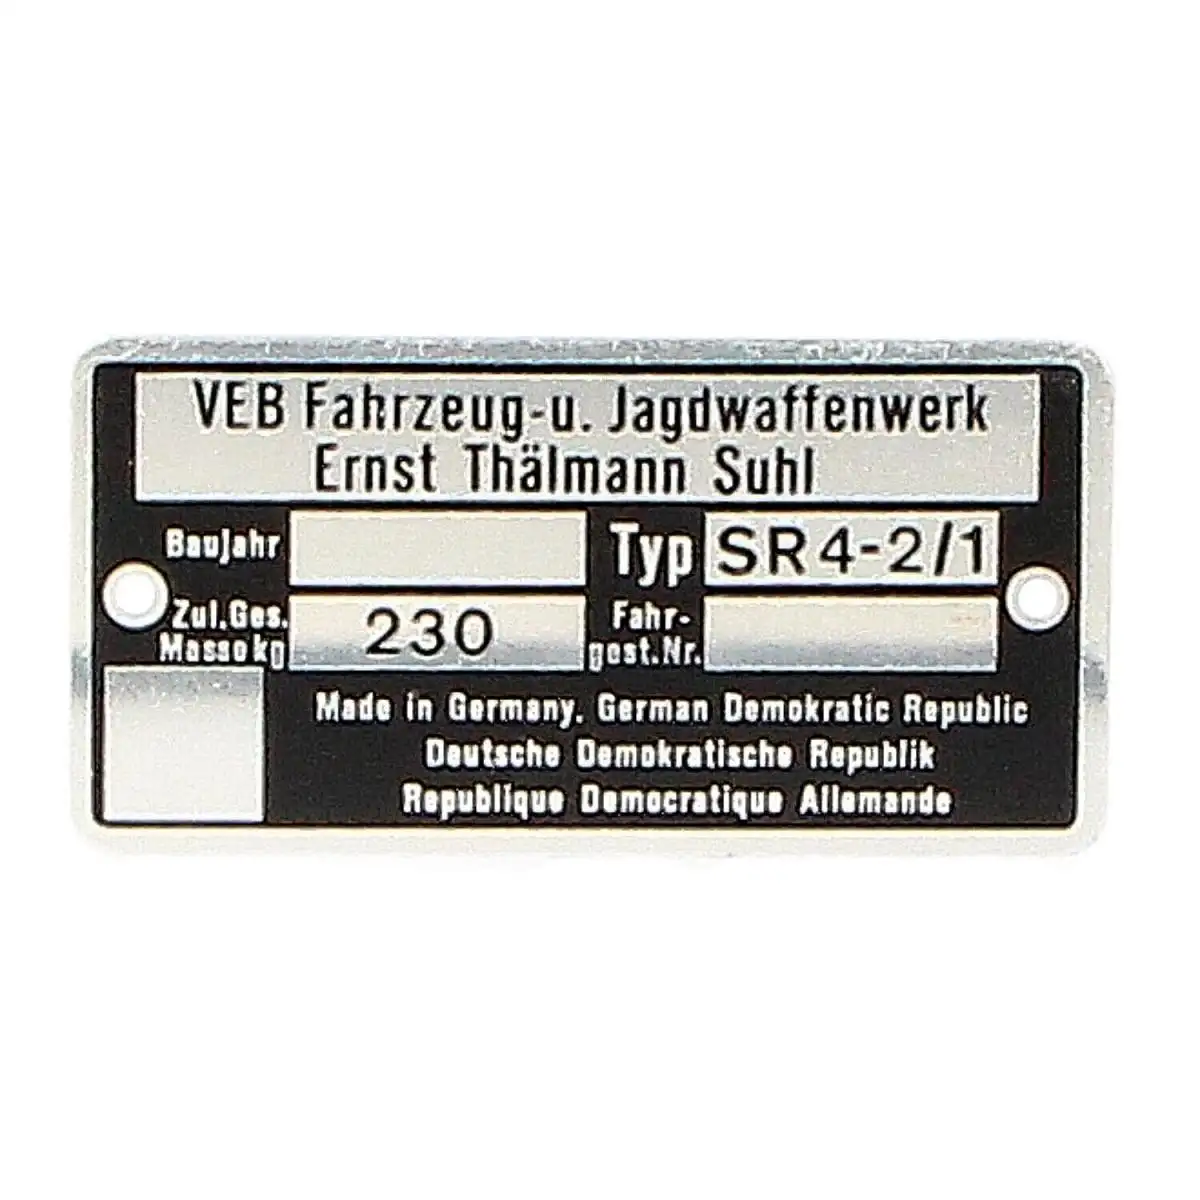 VEB Fahrzeug-u. Jagdwaffenwerk
Ernst Thälmann Suhl
Baujahr Typ SR4-2/1
Zul.Ges. 230 Fahr-
Masse kg gest.Nr.
Made in Germany. German Demokratic Republic
Deutsche Demokratische Republik
Republique Democratique Allemande